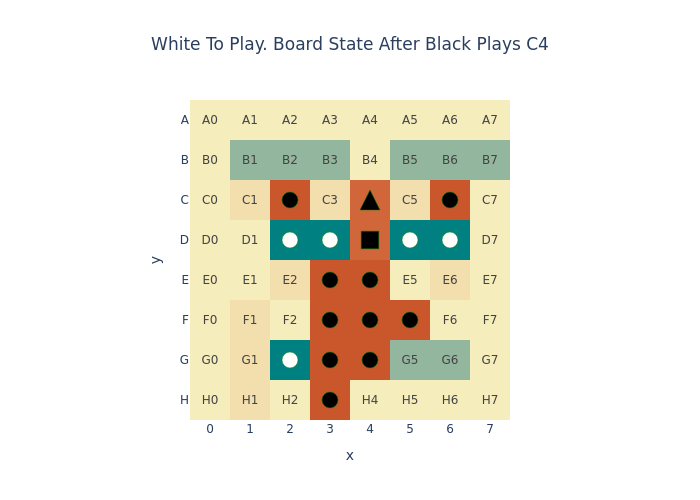 White To Play. Board State After Black Plays C4
A A0 A1 A2 A3 A4 A5 A6 A7
B B0 B1 B2 B3 B4 B5 B6 B7
C C0 C1 C3 C5 C7
D D0 D1 D7
E E0 E1 E2 E5 E6 E7
F F0 F1 F2 F6 F7
G G0 G1 G5 G6 G7
H H0 H1 H2 H4 H5 H6 H7
0 1 2 3 4 5 6 7
x
y